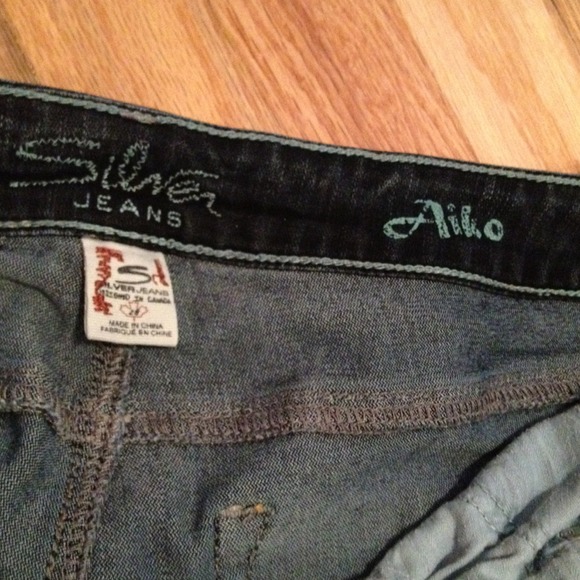 Silver
JEANS
Aiko
S
SILVER JEANS
DESIGNED IN CANADA
MADE IN CHINA
FABRIQUÉ EN CHINE